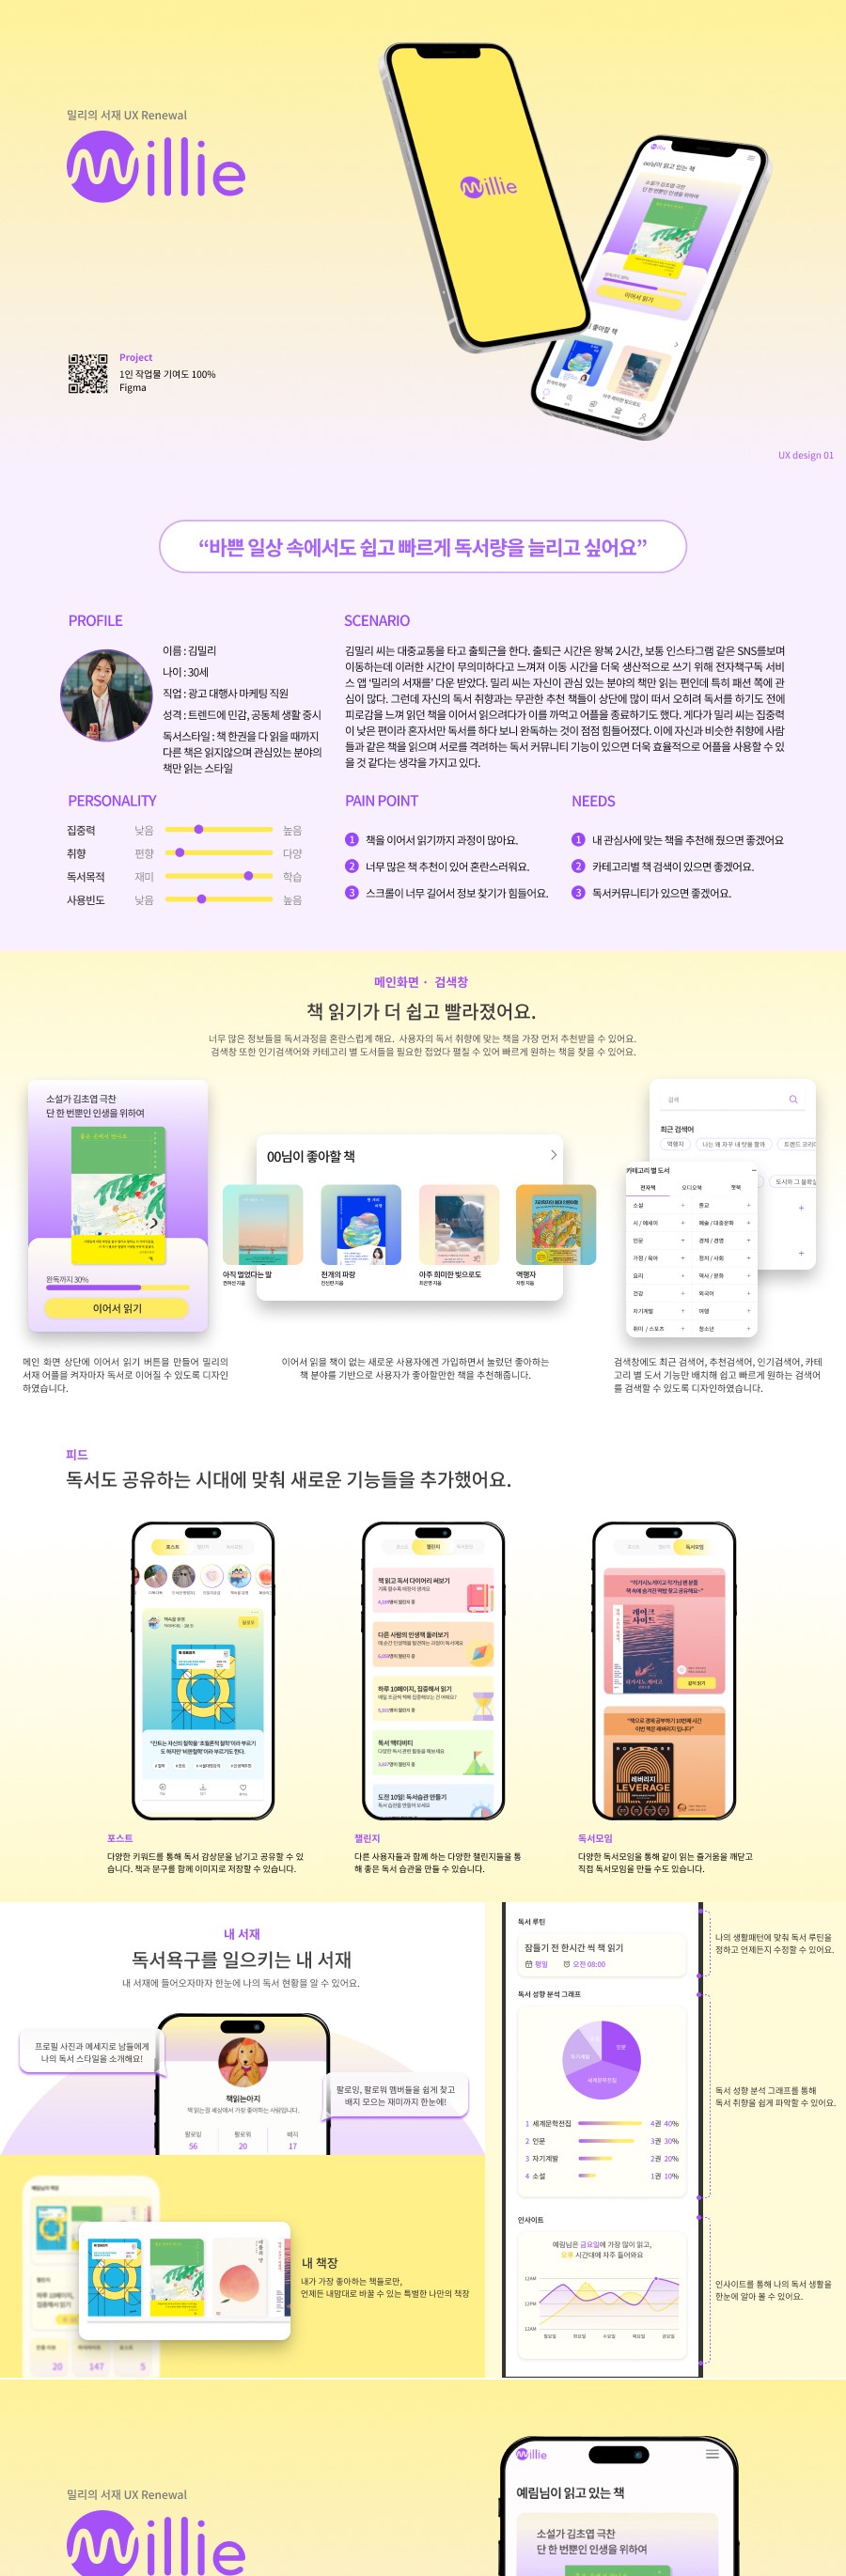 밀리의 서재 UX Renewal
Willie
Project
1인 작업물 기여도 100%
Figma
Willie
Willie
oo님이 읽고 있는 책
소설가 김초엽 극찬
단 한 번뿐인 인생을 위하여
이어서 읽기
좋아할 책
UX design 01
“바쁜 일상 속에서도 쉽고 빠르게 독서량을 늘리고 싶어요”
PROFILE
이름 : 김밀리
나이 : 30세
직업 : 광고 대행사 마케팅 직원
성격 : 트렌드에 민감, 공동체 생활 중시
독서스타일 : 책 한권을 다 읽을 때까지
다른 책은 읽지않으며 관심있는 분야의
책만 읽는 스타일
SCENARIO
김밀리 씨는 대중교통을 타고 출퇴근을 한다. 출퇴근 시간은 왕복 2시간, 보통 인스타그램 같은 SNS를보며
이동하는데 이러한 시간이 무의미하다고 느껴져 이동 시간을 더욱 생산적으로 쓰기 위해 전자책구독 서비
스 앱 ‘밀리의 서재를’ 다운 받았다. 밀리 씨는 자신이 관심 있는 분야의 책만 읽는 편인데 특히 패션 쪽에 관
심이 많다. 그런데 자신의 독서 취향과는 무관한 추천 책들이 상단에 많이 떠서 오히려 독서를 하기도 전에
피로감을 느껴 읽던 책을 이어서 읽으려다가 이를 까먹고 어플을 종료하기도 했다. 게다가 밀리 씨는 집중력
이 낮은 편이라 혼자서만 독서를 하다 보니 완독하는 것이 점점 힘들어졌다. 이에 자신과 비슷한 취향에 사람
들과 같은 책을 읽으며 서로를 격려하는 독서 커뮤니티 기능이 있으면 더욱 효율적으로 어플을 사용할 수 있
을 것 같다는 생각을 가지고 있다.
PERSONALITY
집중력 낮음 높음
취향 편향 다양
독서목적 재미 학습
사용빈도 낮음 높음
PAIN POINT
1 책을 이어서 읽기까지 과정이 많아요.
2 너무 많은 책 추천이 있어 혼란스러워요.
3 스크롤이 너무 길어서 정보 찾기가 힘들어요.
NEEDS
1 내 관심사에 맞는 책을 추천해 줬으면 좋겠어요
2 카테고리별 책 검색이 있으면 좋겠어요.
3 독서커뮤니티가 있으면 좋겠어요.
메인화면 · 검색창
책 읽기가 더 쉽고 빨라졌어요.
너무 많은 정보들을 독서과정을 혼란스럽게 해요. 사용자의 독서 취향에 맞는 책을 가장 먼저 추천받을 수 있어요.
검색창 또한 인기검색어와 카테고리 별 도서들을 필요한 접었다 펼칠 수 있어 빠르게 원하는 책을 찾을 수 있어요.
소설가 김초엽 극찬
단 한 번뿐인 인생을 위하여
완독까지 30%
이어서 읽기
메인 화면 상단에 이어서 읽기 버튼을 만들어 밀리의
서재 어플을 켜자마자 독서로 이어질 수 있도록 디자인
하였습니다.
00님이 좋아할 책
아직 멀었다는 말
천개의 파랑
아주 희미한 빛으로도
역행자
이어서 읽을 책이 없는 새로운 사용자에겐 가입하면서 눌렀던 좋아하는
책 분야를 기반으로 사용자가 좋아할만한 책을 추천해줍니다.
검색
최근 검색어
역행자
나는 왜 자꾸 내 탓을 할까
카테고리 별 도서
전자책 오디오북 챗북
소설 + 종교 +
시 / 에세이 + 예술 / 대중문화 +
인문 + 경제 / 경영 +
가정 / 육아 + 정치 / 사회 +
요리 + 역사 / 문화 +
건강 + 외국어 +
자기계발 + 여행 +
취미 / 스포츠 + 청소년 +
검색창에도 최근 검색어, 추천검색어, 인기검색어, 카테
고리 별 도서 기능만 배치해 쉽고 빠르게 원하는 검색어
를 검색할 수 있도록 디자인하였습니다.
피드
독서도 공유하는 시대에 맞춰 새로운 기능들을 추가했어요.
포스트
챌린지
책 읽고 독서 다이어리 써보기
다른 사람의 인생책 둘러보기
하루 10페이지, 집중해서 읽기
독서 액티비티
도전 10일! 독서습관 만들기
독서모임
레이크
사이드
같이 읽기
레버리지
LEVERAGE
포스트
다양한 키워드를 통해 독서 감상문을 남기고 공유할 수 있
습니다. 책과 문구를 함께 이미지로 저장할 수 있습니다.
챌린지
다른 사용자들과 함께 하는 다양한 챌린지들을 통
해 좋은 독서 습관을 만들 수 있습니다.
독서모임
다양한 독서모임을 통해 같이 읽는 즐거움을 깨닫고
직접 독서모임을 만들 수도 있습니다.
내 서재
독서욕구를 일으키는 내 서재
내 서재에 들어오자마자 한눈에 나의 독서 현황을 알 수 있어요.
프로필 사진과 메세지로 남들에게
나의 독서 스타일을 소개해요!
책읽는아지
책 읽는걸 세상에서 가장 좋아하는 사람입니다.
팔로잉 팔로워 배지
56 20 17
팔로잉, 팔로워 멤버들을 쉽게 찾고
배지 모으는 재미까지 한눈에!
20 147 5
내 책장
내가 가장 좋아하는 책들로만,
언제든 내맘대로 바꿀 수 있는 특별한 나만의 책장
독서 루틴
잠들기 전 한시간 씩 책 읽기
평일 오전 08:00
나의 생활패턴에 맞춰 독서 루틴을
정하고 언제든지 수정할 수 있어요.
독서 성향 분석 그래프
인문
자기계발
세계문학전집
1 세계문학전집 4권 40%
2 인문 3권 30%
3 자기계발 2권 20%
4 소설 1권 10%
독서 성향 분석 그래프를 통해
독서 취향을 쉽게 파악할 수 있어요.
인사이트
예림님은 금요일에 가장 많이 읽고,
오후 시간대에 자주 들어와요
12AM
12PM
12AM
월요일 화요일 수요일 목요일 금요일
인사이트를 통해 나의 독서 생활을
한눈에 알아 볼 수 있어요.
밀리의 서재 UX Renewal
Willie
Willie
예림님이 읽고 있는 책
소설가 김초엽 극찬
단 한 번뿐인 인생을 위하여